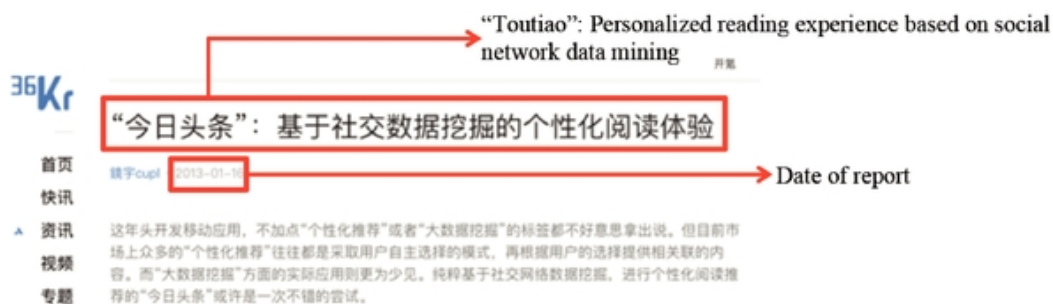 “Toutiao”: Personalized reading experience based on social
network data mining
开氪
36Kr
“今日头条”：基于社交数据挖掘的个性化阅读体验
首页
镜宇cupl 2013-01-16
Date of report
快讯
资讯
视频
专题
这年头开发移动应用，不加点“个性化推荐”或者“大数据挖掘”的标签都不好意思拿出说。但目前市
场上众多的“个性化推荐”往往都是采取用户自主选择的模式，再根据用户的选择提供相关联的内
容。而“大数据挖掘”方面的实际应用则更为少见。纯粹基于社交网络数据挖掘，进行个性化阅读推
荐的“今日头条”或许是一次不错的尝试。